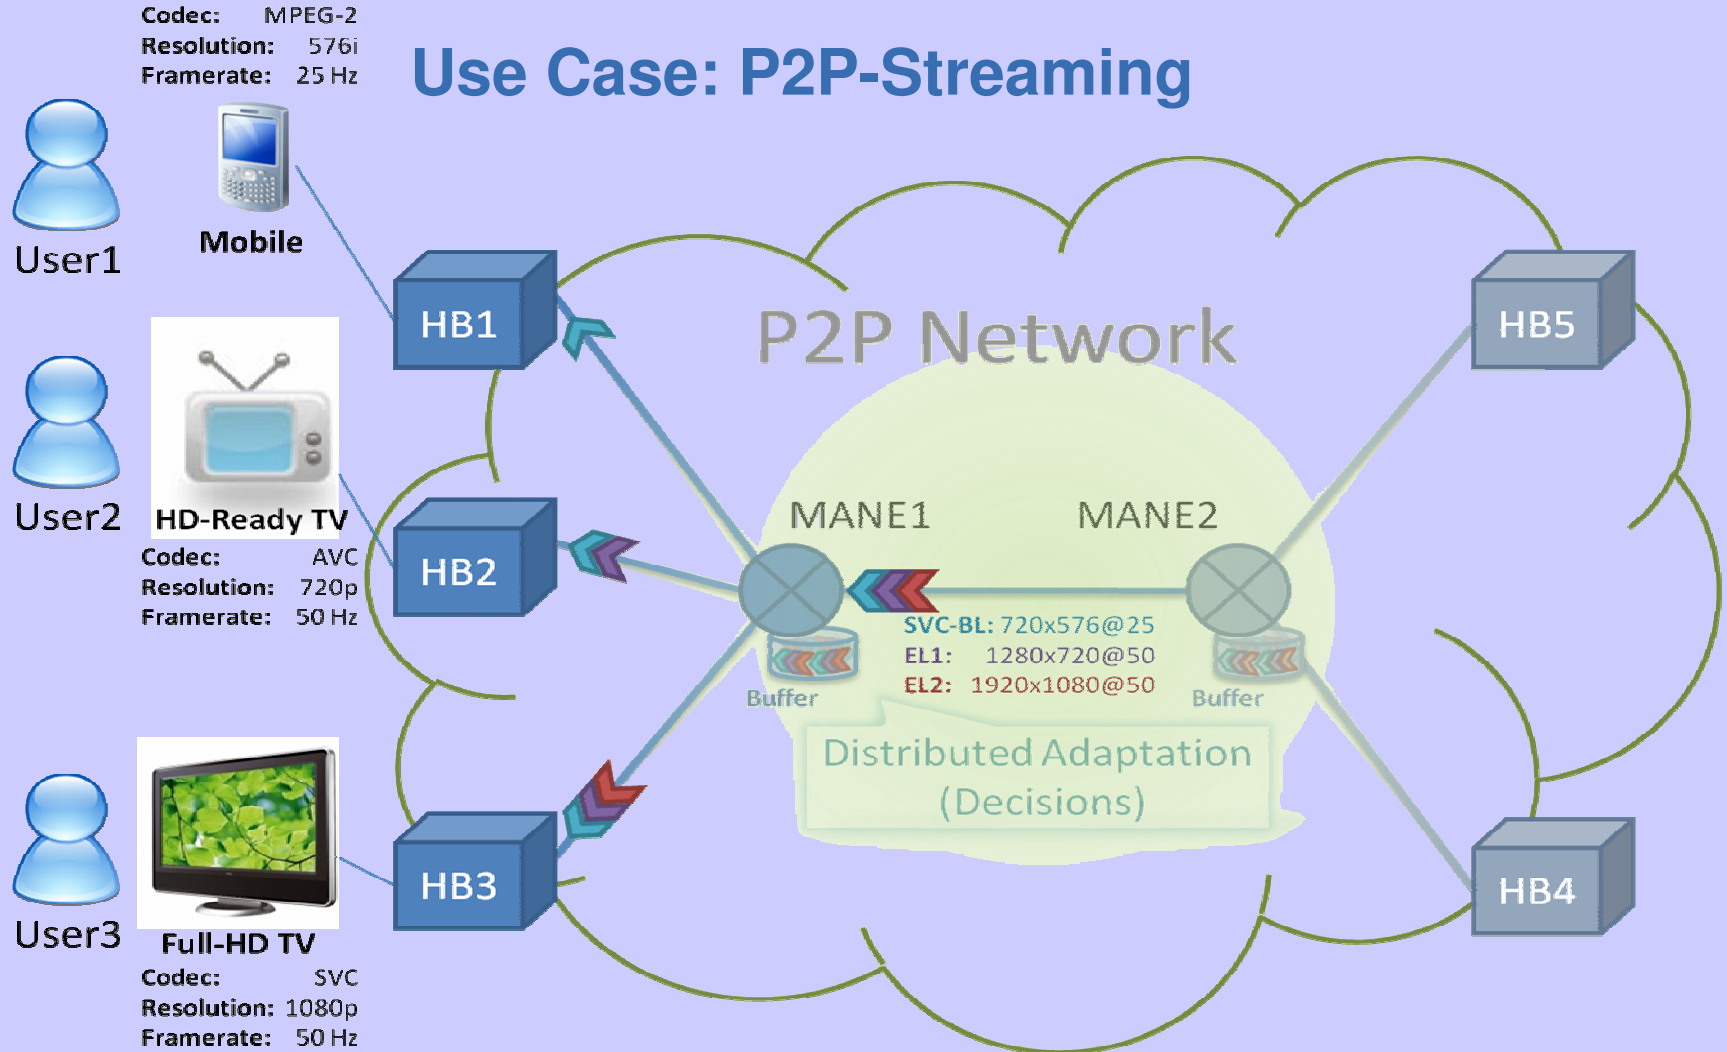 Codec: MPEG-2
Resolution: 576i
Framerate: 25 Hz
Use Case: P2P-Streaming
User1
Mobile
HB1
P2P Network
HB5
User2
HD-Ready TV
Codec: AVC
Resolution: 720p
Framerate: 50 Hz
HB2
MANE1
MANE2
SVC-BL: 720x576@25
EL1: 1280x720@50
EL2: 1920x1080@50
Buffer
Buffer
Distributed Adaptation
(Decisions)
User3
Full-HD TV
Codec: SVC
Resolution: 1080p
Framerate: 50 Hz
HB3
HB4